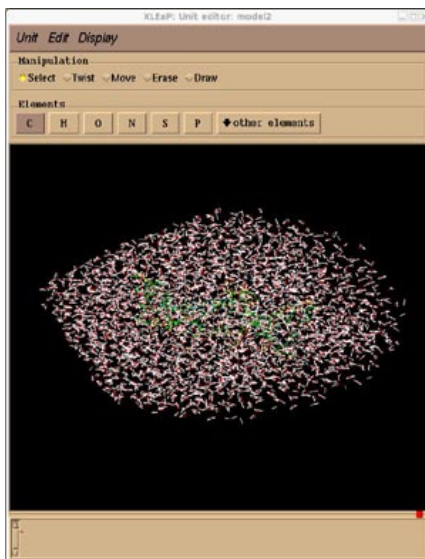 XLEaP: Unit editor: model2
Unit Edit Display
Manipulation
Select Twist Move Erase Draw
Elements
C H O N S P other elements